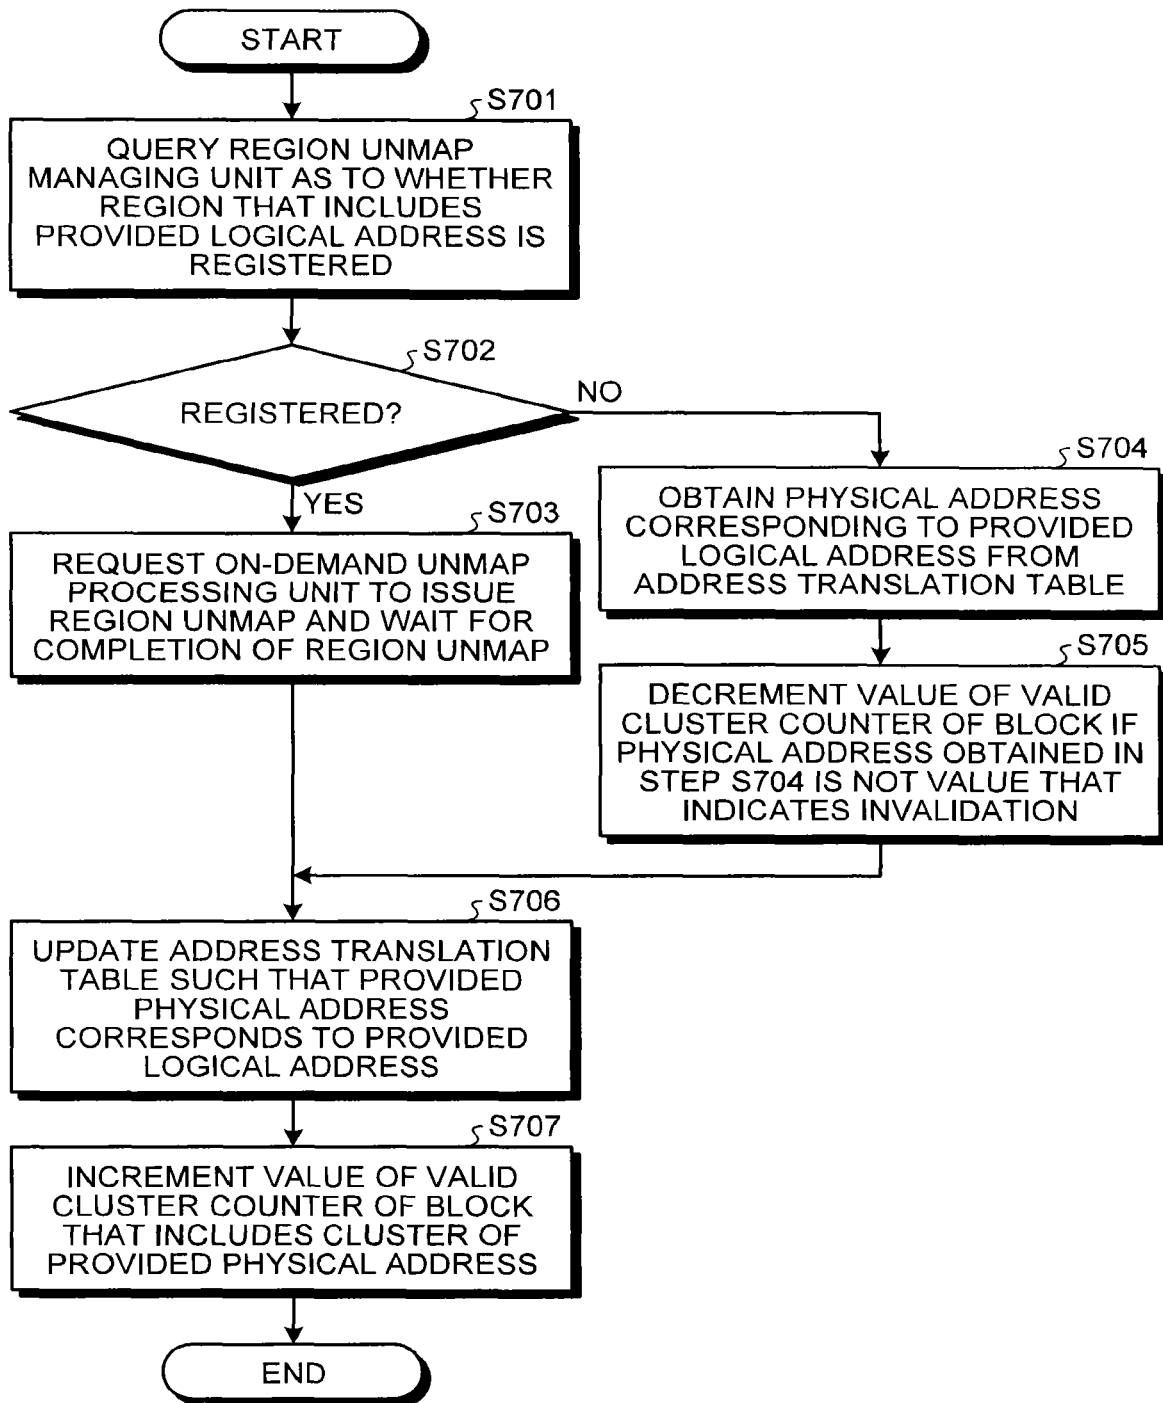 START
S701
QUERY REGION UNMAP
MANAGING UNIT AS TO WHETHER
REGION THAT INCLUDES
PROVIDED LOGICAL ADDRESS IS
REGISTERED
S702
REGISTERED?
NO
YES
S703
REQUEST ON-DEMAND UNMAP
PROCESSING UNIT TO ISSUE
REGION UNMAP AND WAIT FOR
COMPLETION OF REGION UNMAP
S704
OBTAIN PHYSICAL ADDRESS
CORRESPONDING TO PROVIDED
LOGICAL ADDRESS FROM
ADDRESS TRANSLATION TABLE
S705
DECREMENT VALUE OF VALID
CLUSTER COUNTER OF BLOCK IF
PHYSICAL ADDRESS OBTAINED IN
STEP S704 IS NOT VALUE THAT
INDICATES INVALIDATION
S706
UPDATE ADDRESS TRANSLATION
TABLE SUCH THAT PROVIDED
PHYSICAL ADDRESS
CORRESPONDS TO PROVIDED
LOGICAL ADDRESS
S707
INCREMENT VALUE OF VALID
CLUSTER COUNTER OF BLOCK
THAT INCLUDES CLUSTER OF
PROVIDED PHYSICAL ADDRESS
END